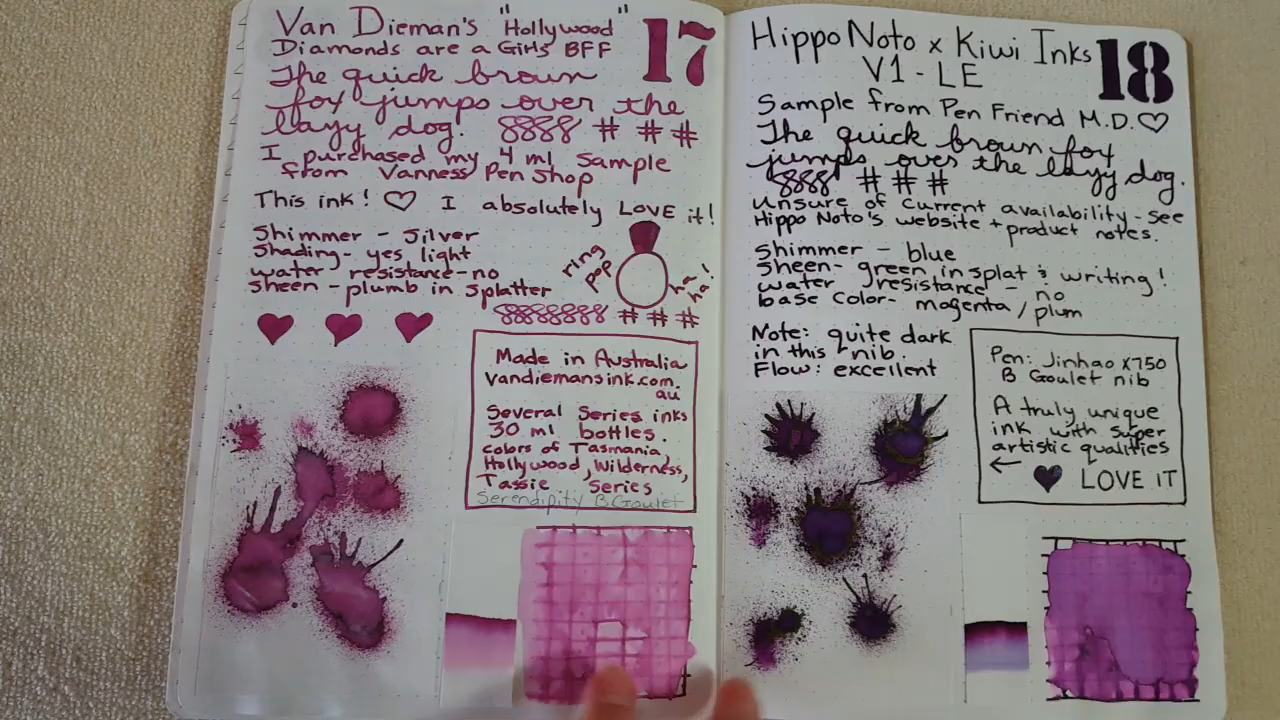 Van Dieman's "Hollywood"
Diamonds are a Girls BFF
17
The quick brown
fox jumps over the
lazy dog. 8888 # # #
I purchased my 4 ml sample
from Vanness Pen Shop
This ink! ♡ I absolutely LOVE it!
Shimmer - Silver
Shading - yes light
water resistance - no
Sheen - plumb in splatter
ring
pop
ha
ha!
88888888 # # #
Made in Australia
vandiemansink.com.
au
Several Series inks
30 ml bottles.
colors of Tasmania,
Hollywood, Wilderness,
Tassie Series
Serendipity B Goulet
Hippo Noto x Kiwi Inks
V1 - LE
18
Sample from Pen Friend M.D. ♡
The quick brown fox
jumps over the lazy dog.
8888 # # #
Unsure of current availability - see
Hippo Noto's website + product notes.
Shimmer - blue
Sheen - green in splat & writing!
water resistance - no
base color - magenta / plum
Note: quite dark
in this nib.
Flow: excellent
Pen: Jinhao X750
B Goulet nib
A truly unique
ink with super
artistic qualities
← ♥ LOVE IT